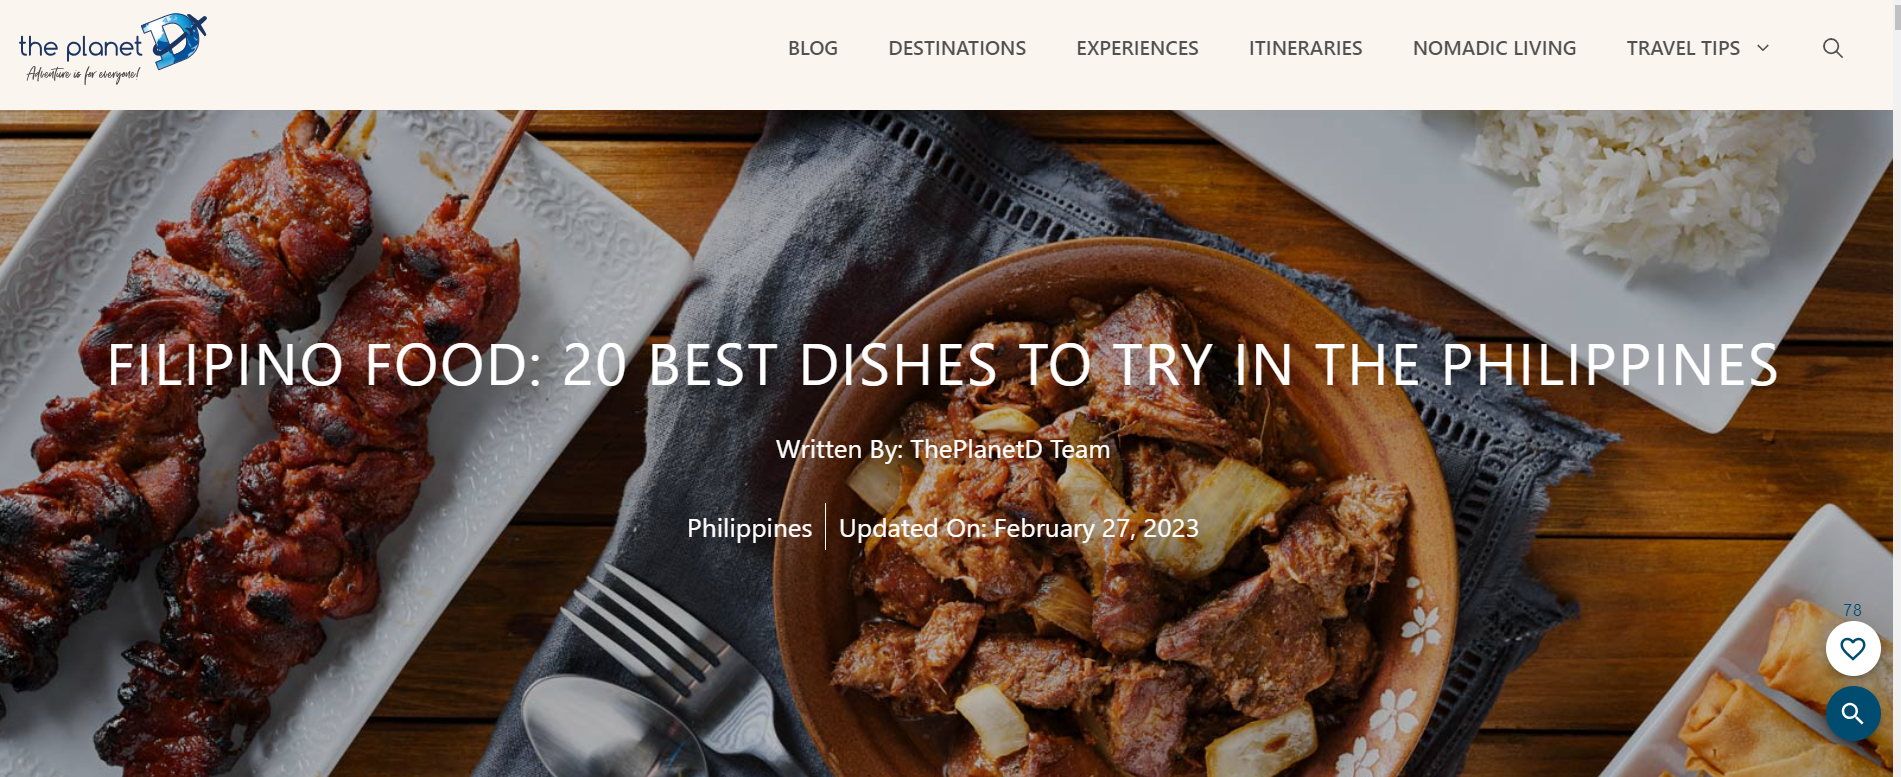 the planet D
Adventure is for everyone!
BLOG DESTINATIONS EXPERIENCES ITINERARIES NOMADIC LIVING TRAVEL TIPS
FILIPINO FOOD: 20 BEST DISHES TO TRY IN THE PHILIPPINES
Written By: ThePlanetD Team
Philippines Updated On: February 27, 2023
78